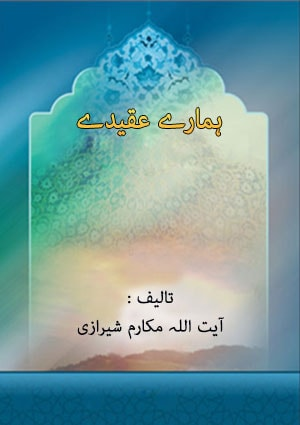 ہمارے عقیدے
تالیف :
آیت اللہ مکارم شیرازی